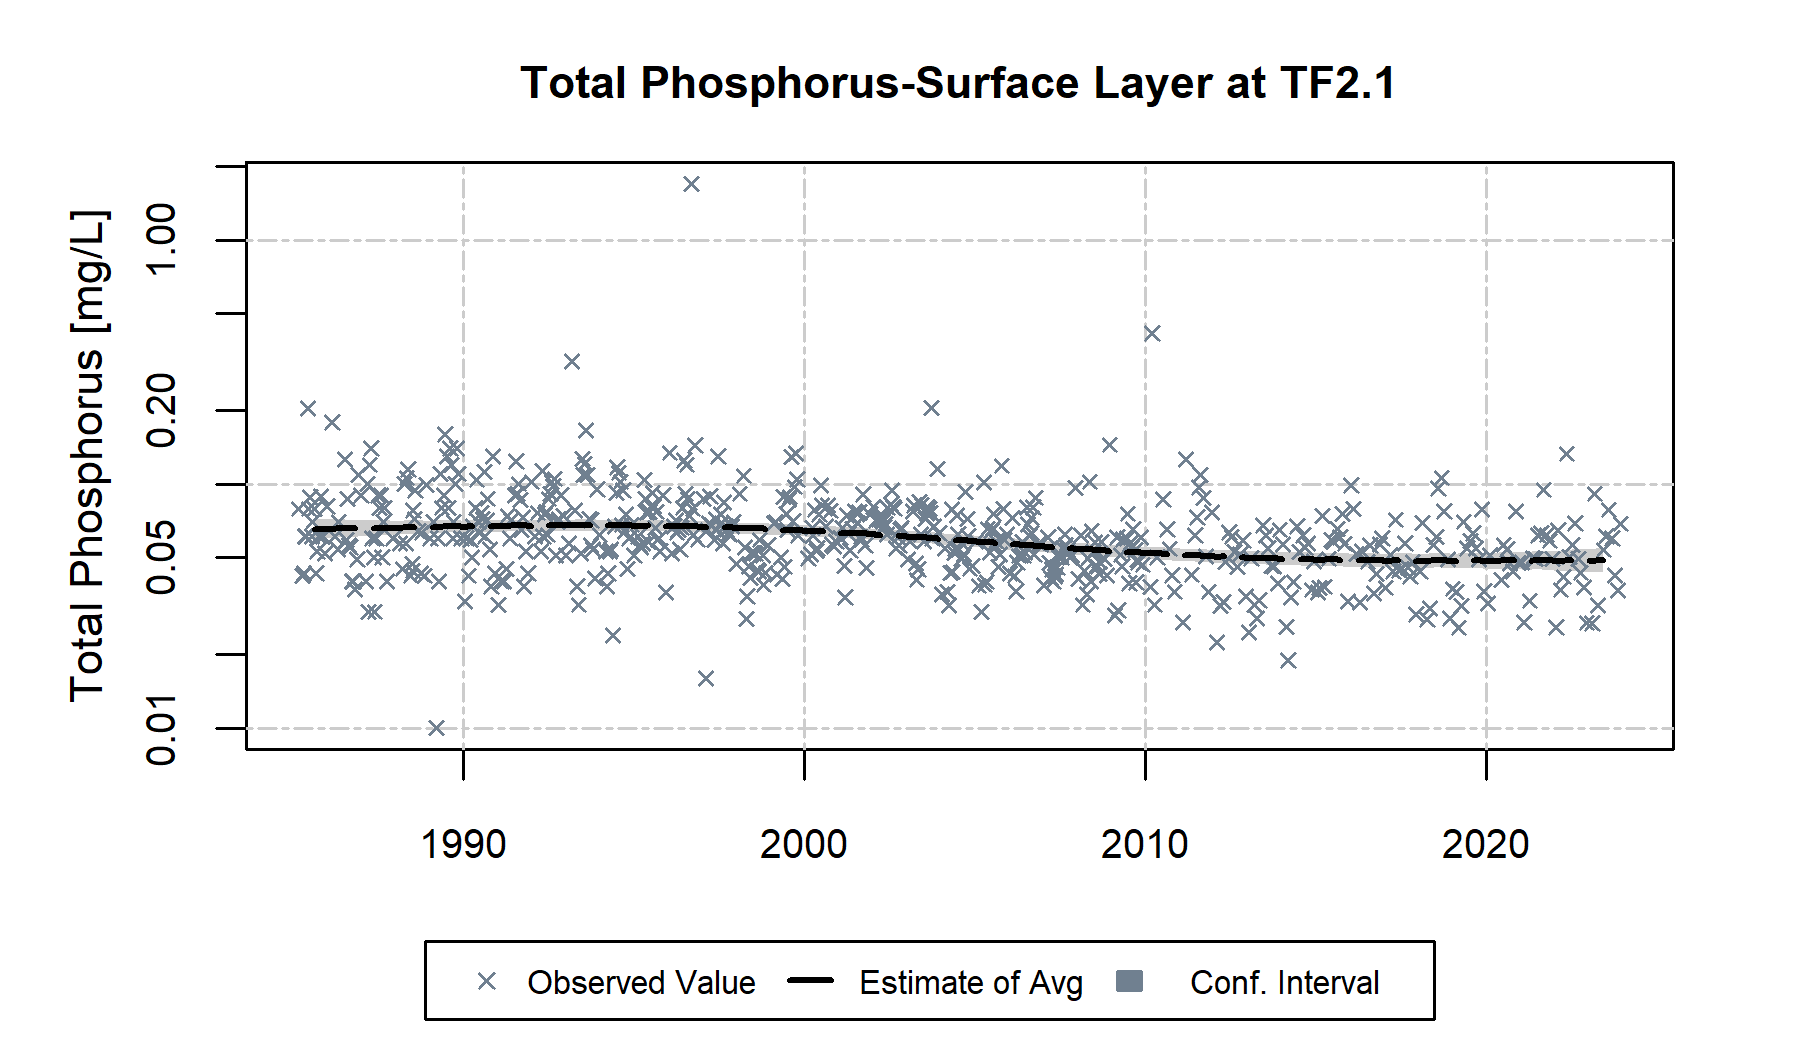 Total Phosphorus-Surface Layer at TF2.1
Total Phosphorus [mg/L]
1.00
0.20
0.05
0.01
1990 2000 2010 2020
Observed Value Estimate of Avg Conf. Interval